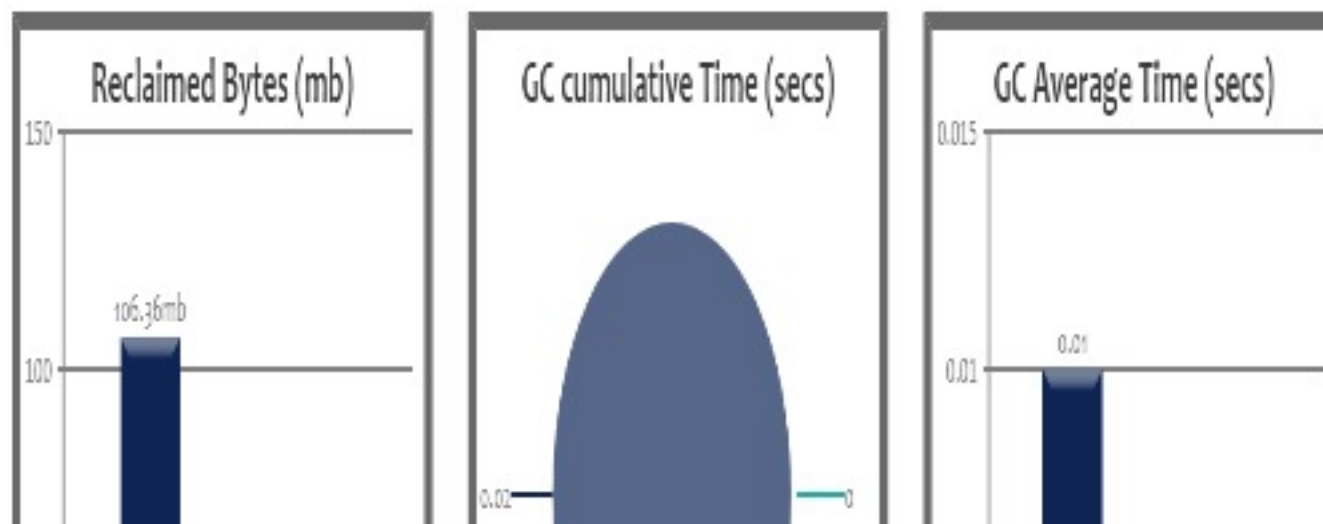 Reclaimed Bytes (mb)
150
106.36mb
100
GC cumulative Time (secs)
0.02
0
GC Average Time (secs)
0.015
0.01
0.01